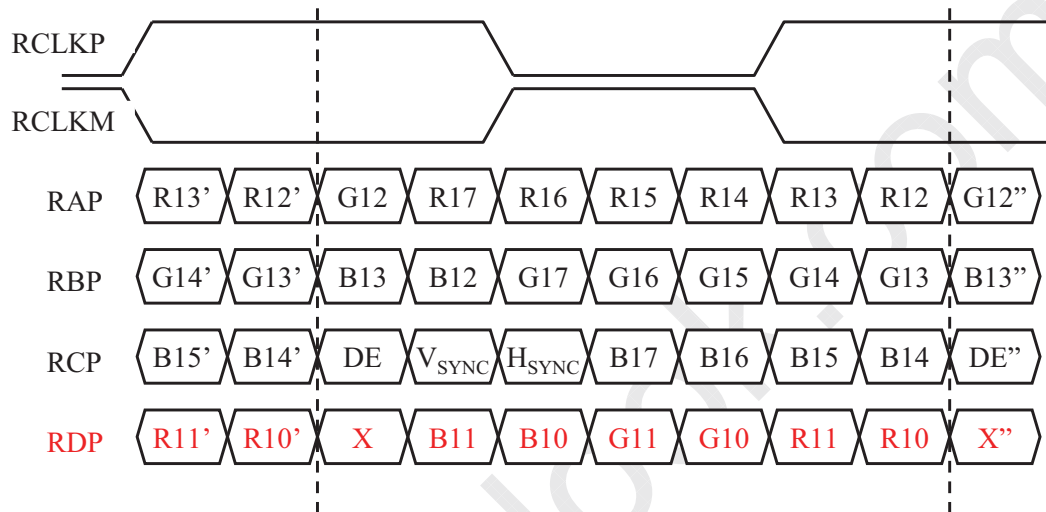 RCLKP
RCLKM
RAP R13’ R12’ G12 R17 R16 R15 R14 R13 R12 G12”
RBP G14’ G13’ B13 B12 G17 G16 G15 G14 G13 B13”
RCP B15’ B14’ DE VSYNC HSYNC B17 B16 B15 B14 DE”
RDP R11’ R10’ X B11 B10 G11 G10 R11 R10 X”